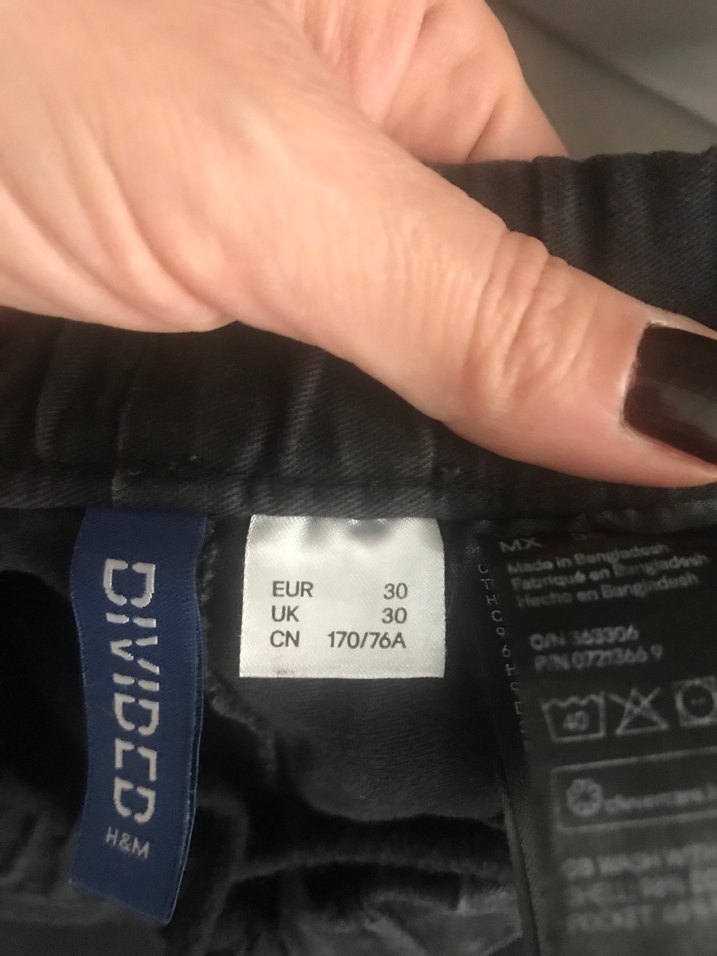 DIVIDED
H&M
EUR 30
UK 30
CN 170/76A
MX
Made in Bangladesh
Fabriqué en Bangladesh
Hecho en Bangladesh
O/N 363306
P/N 0721366 9
40